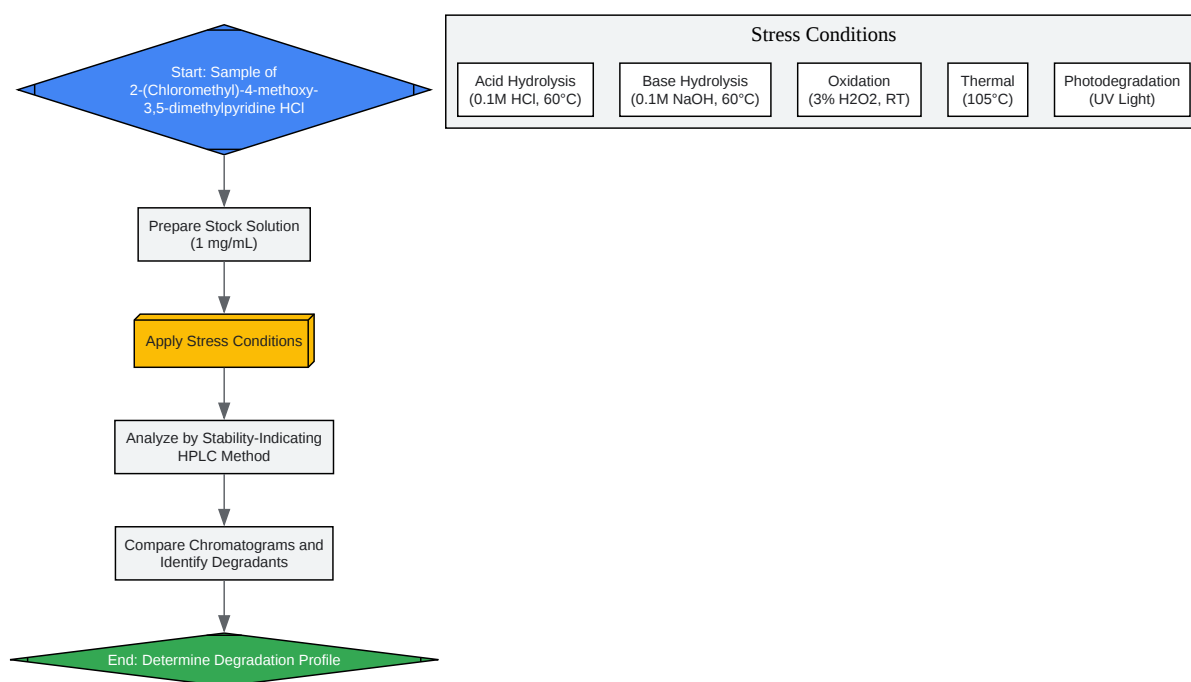 Start: Sample of
2-(Chloromethyl)-4-methoxy-
3,5-dimethylpyridine HCl
Prepare Stock Solution
(1 mg/mL)
Apply Stress Conditions
Analyze by Stability-Indicating
HPLC Method
Compare Chromatograms and
Identify Degradants
End: Determine Degradation Profile
Stress Conditions
Acid Hydrolysis
(0.1M HCl, 60°C)
Base Hydrolysis
(0.1M NaOH, 60°C)
Oxidation
(3% H2O2, RT)
Thermal
(105°C)
Photodegradation
(UV Light)